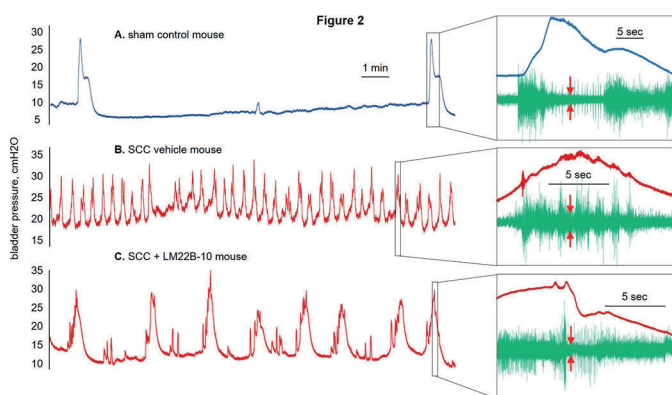 Figure 2
A. sham control mouse
30
25
20
15
10
5
1 min
5 sec
bladder pressure, cmH2O
B. SCC vehicle mouse
35
30
25
20
15
5 sec
C. SCC + LM22B-10 mouse
35
30
25
20
15
10
5 sec